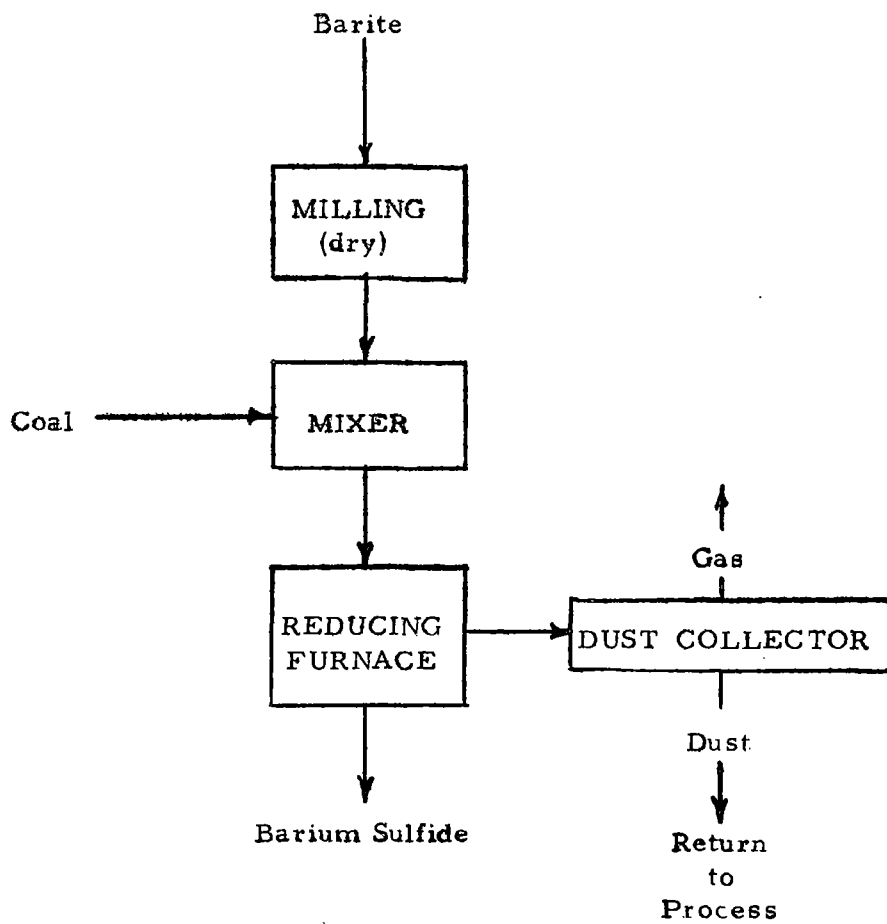 Barite
MILLING
(dry)
Coal
MIXER
Gas
REDUCING
FURNACE
DUST COLLECTOR
Dust
Barium Sulfide
Return
to
Process